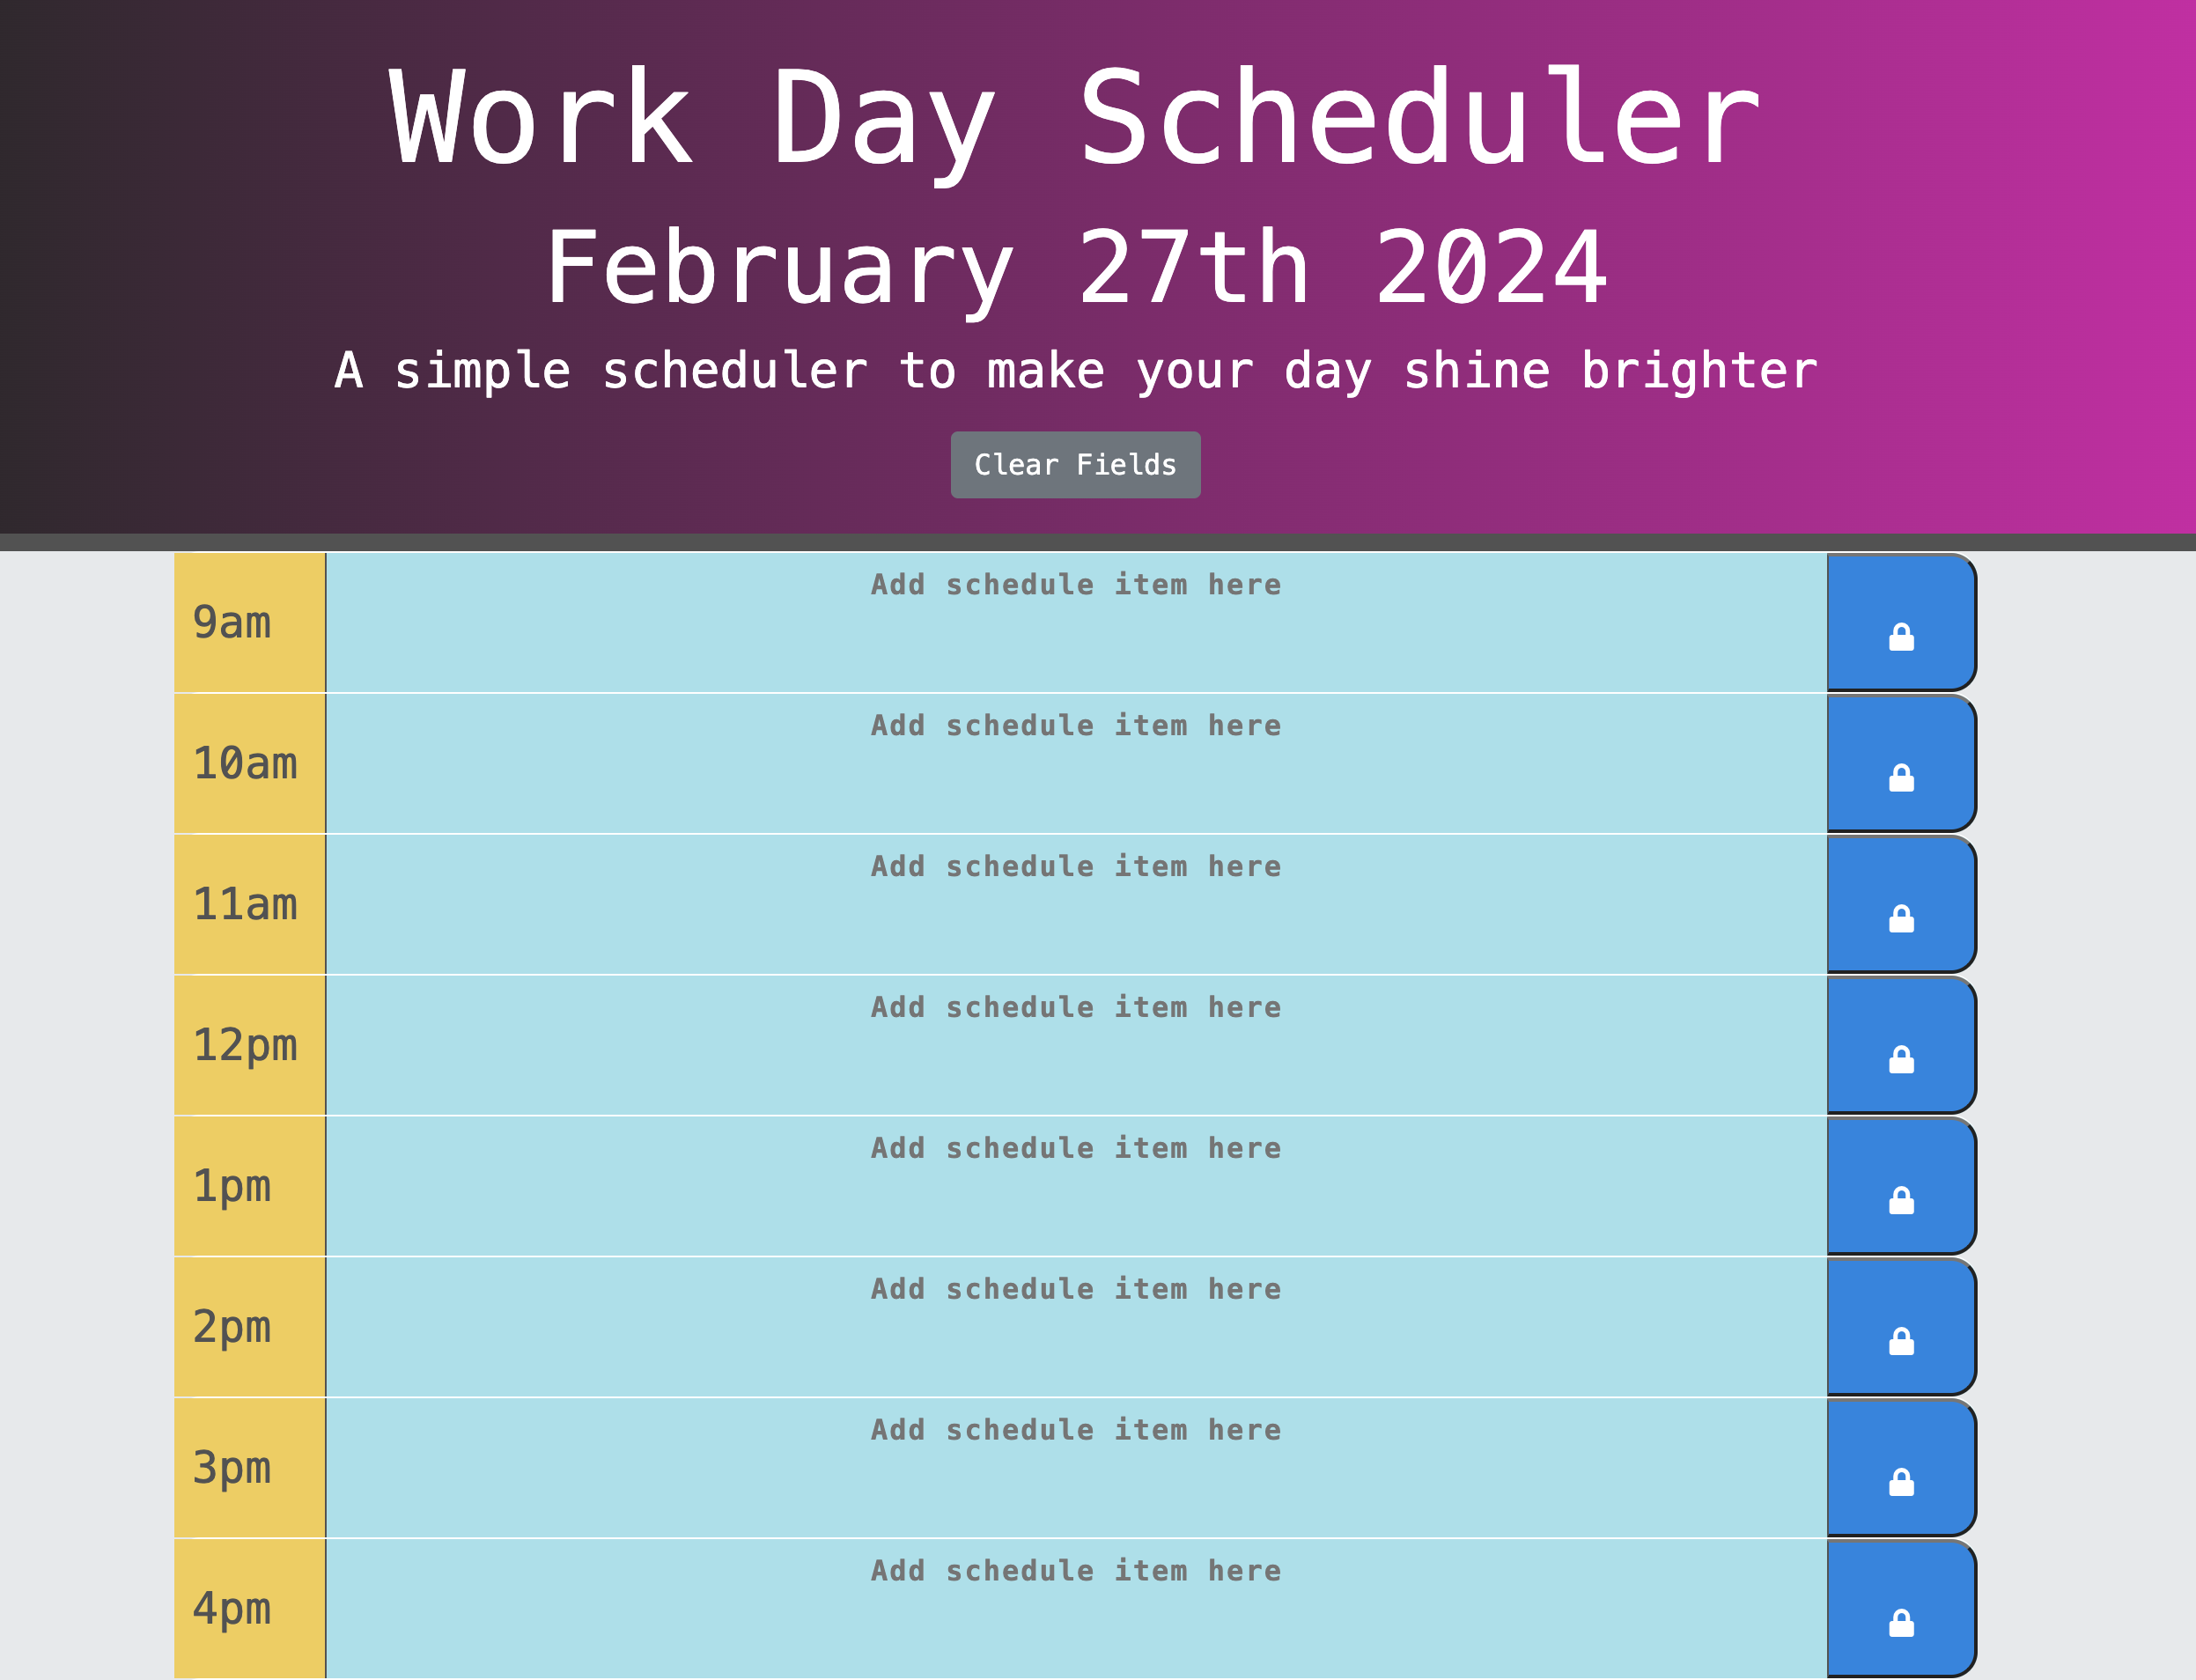 Work Day Scheduler
February 27th 2024
A simple scheduler to make your day shine brighter
Clear Fields
9am
Add schedule item here
10am
Add schedule item here
11am
Add schedule item here
12pm
Add schedule item here
1pm
Add schedule item here
2pm
Add schedule item here
3pm
Add schedule item here
4pm
Add schedule item here